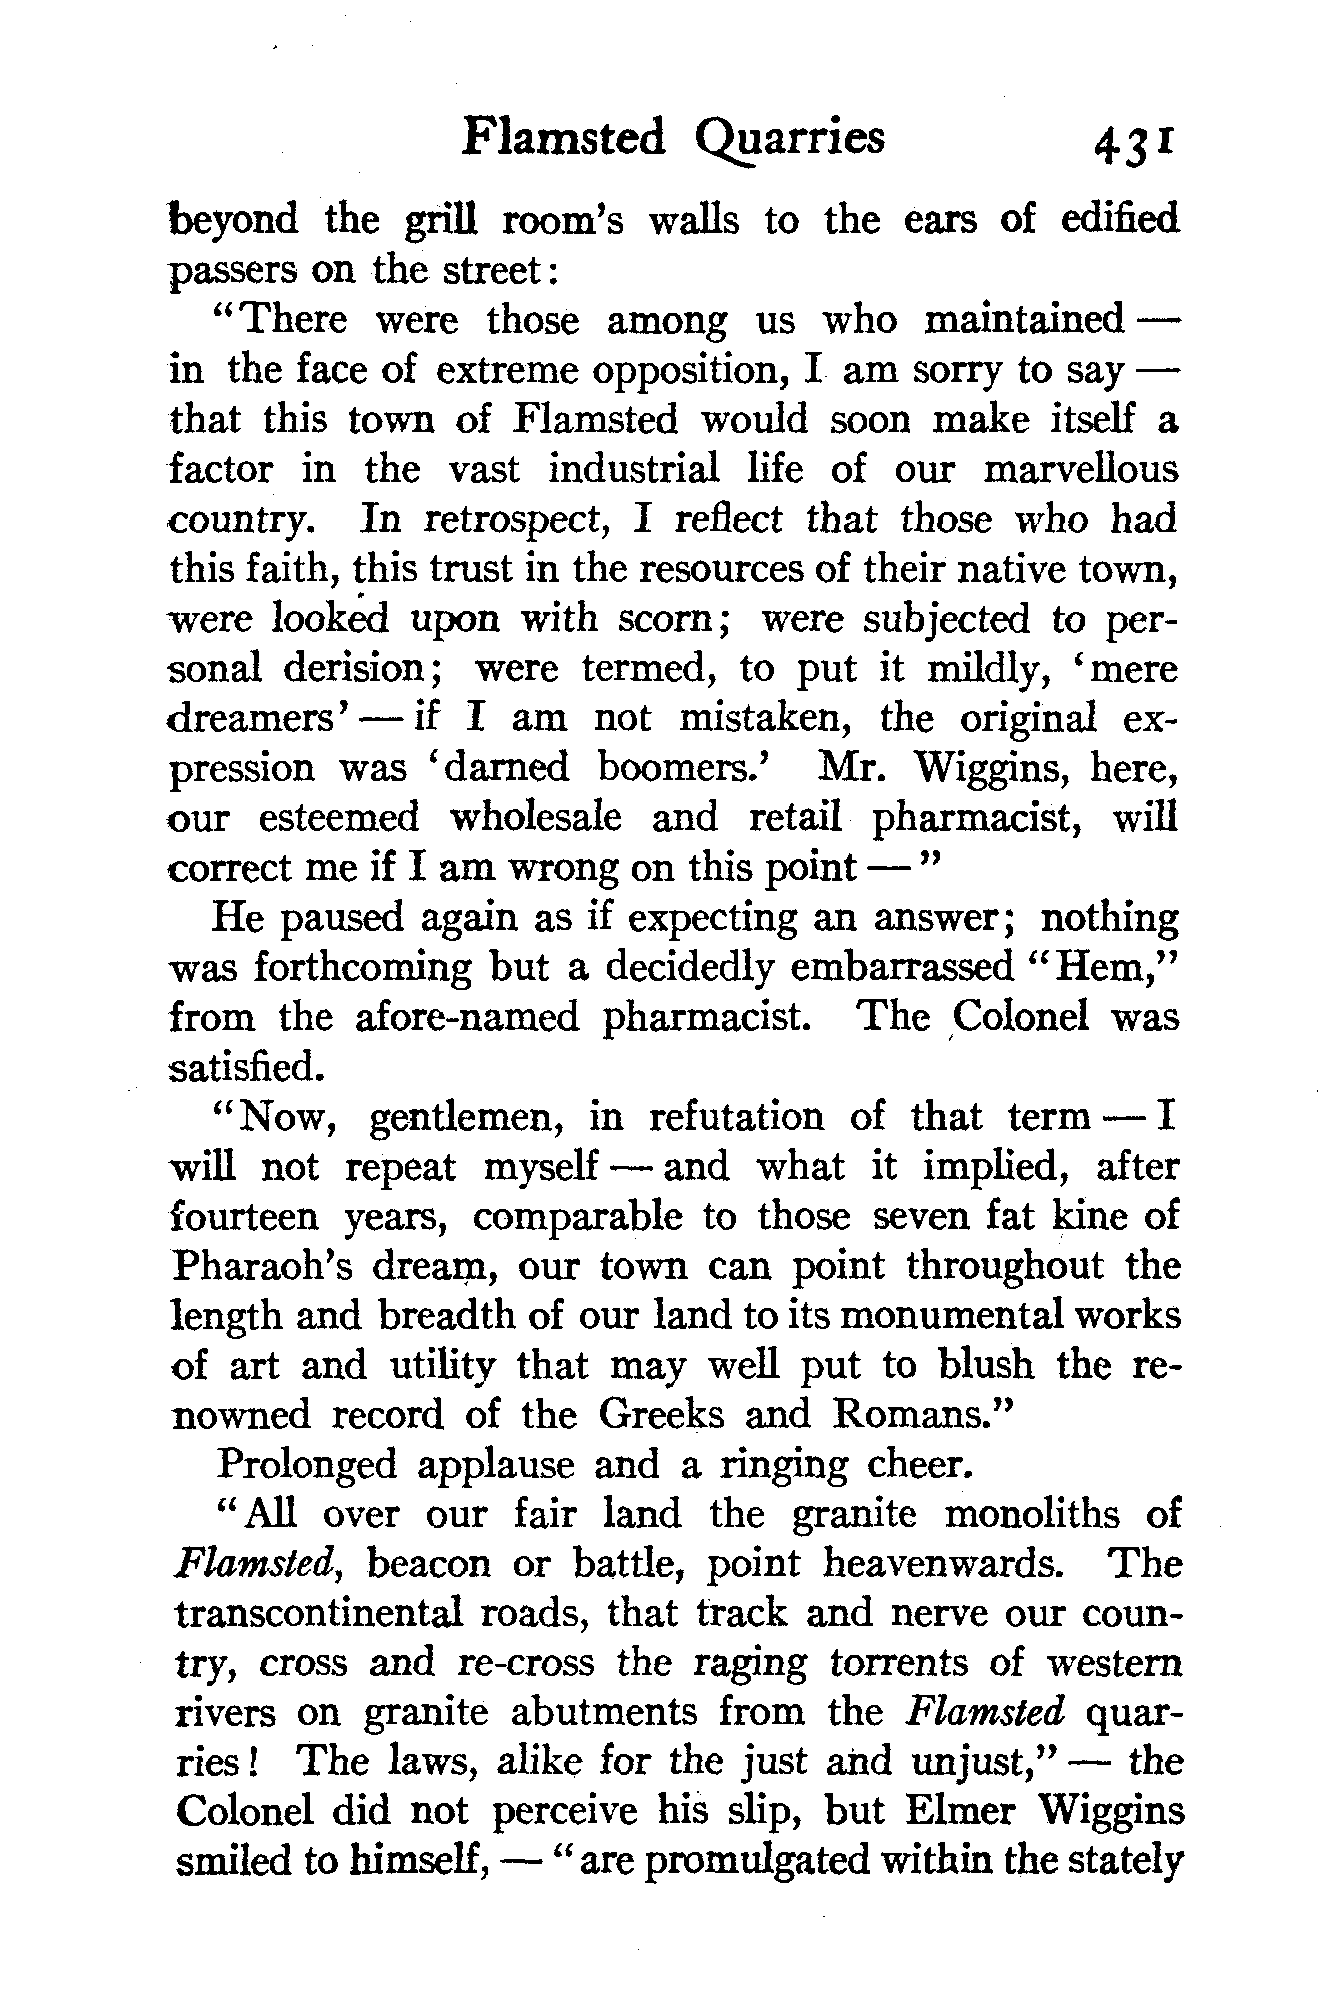 Flamsted Quarries 431
beyond the grill room's walls to the ears of edified
passers on the street:
"There were those among us who maintained —
in the face of extreme opposition, I am sorry to say —
that this town of Flamsted would soon make itself a
factor in the vast industrial life of our marvellous
country. In retrospect, I reflect that those who had
this faith, this trust in the resources of their native town,
were looked upon with scorn; were subjected to per-
sonal derision; were termed, to put it mildly, 'mere
dreamers' — if I am not mistaken, the original ex-
pression was 'darned boomers.' Mr. Wiggins, here,
our esteemed wholesale and retail pharmacist, will
correct me if I am wrong on this point — "
He paused again as if expecting an answer; nothing
was forthcoming but a decidedly embarrassed "Hem,"
from the afore-named pharmacist. The Colonel was
satisfied.
"Now, gentlemen, in refutation of that term — I
will not repeat myself — and what it implied, after
fourteen years, comparable to those seven fat kine of
Pharaoh's dream, our town can point throughout the
length and breadth of our land to its monumental works
of art and utility that may well put to blush the re-
nowned record of the Greeks and Romans."
Prolonged applause and a ringing cheer.
"All over our fair land the granite monoliths of
Flamsted, beacon or battle, point heavenwards. The
transcontinental roads, that track and nerve our coun-
try, cross and re-cross the raging torrents of western
rivers on granite abutments from the Flamsted quar-
ries! The laws, alike for the just and unjust," — the
Colonel did not perceive his slip, but Elmer Wiggins
smiled to himself, — "are promulgated within the stately